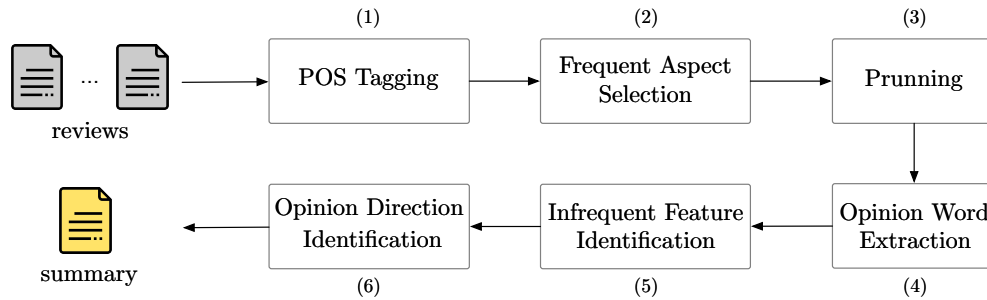 (1)
(2)
(3)
POS Tagging
Frequent Aspect
Selection
Prunning
...
reviews
Opinion Direction
Identification
Infrequent Feature
Identification
Opinion Word
Extraction
summary
(6)
(5)
(4)